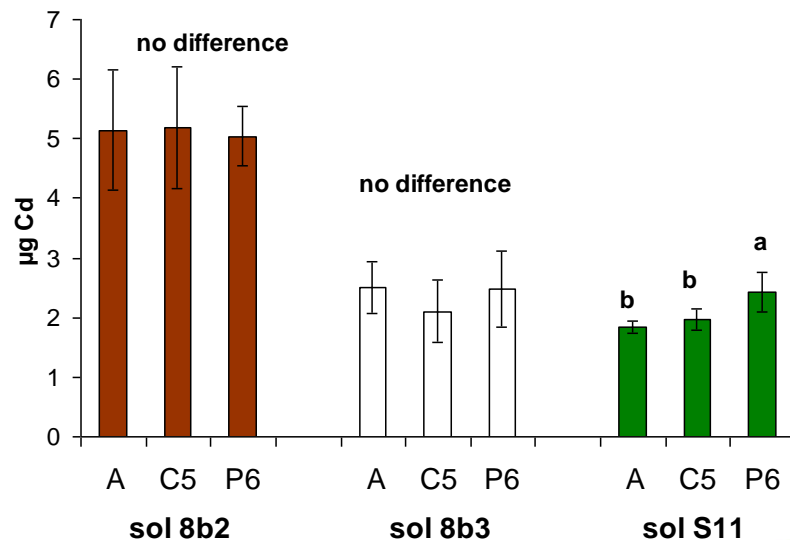 7
no difference
6
5
4
no difference
3
a
b
b
2
1
0
µg Cd
A C5 P6 A C5 P6 A C5 P6
sol 8b2 sol 8b3 sol S11